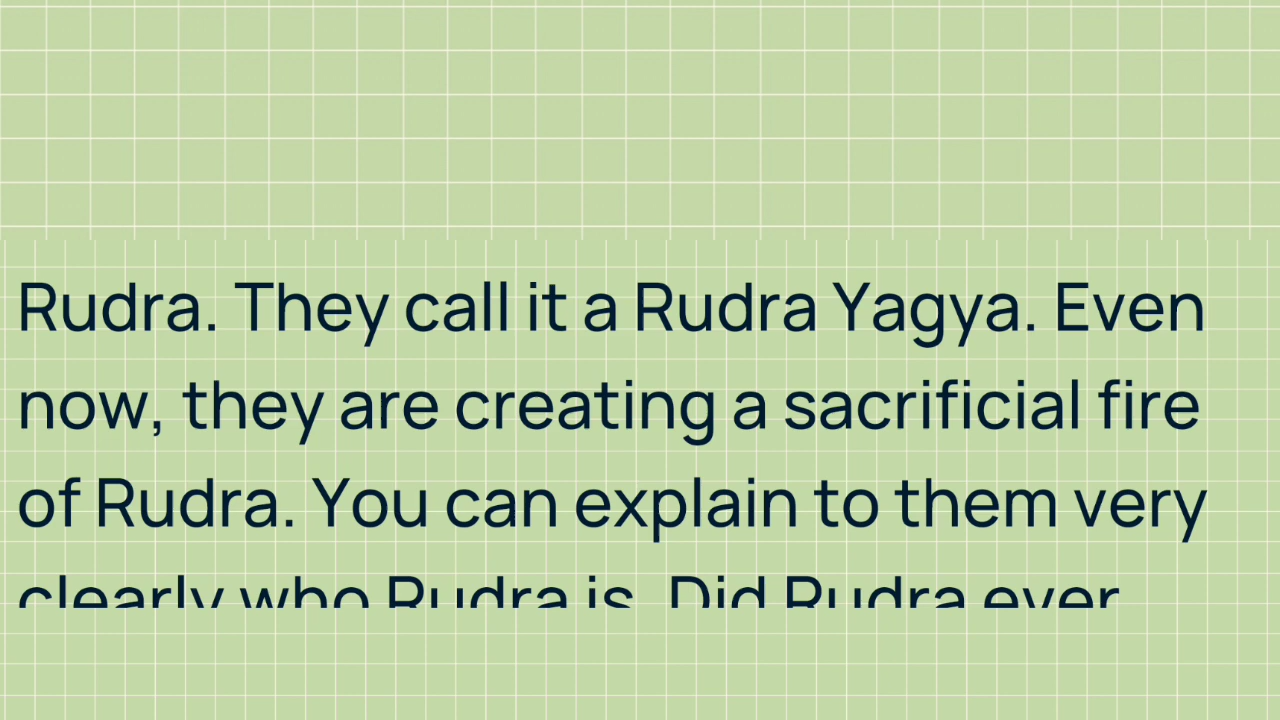 Rudra. They call it a Rudra Yagya. Even
now, they are creating a sacrificial fire
of Rudra. You can explain to them very
clearly who Rudra is. Did Rudra ever